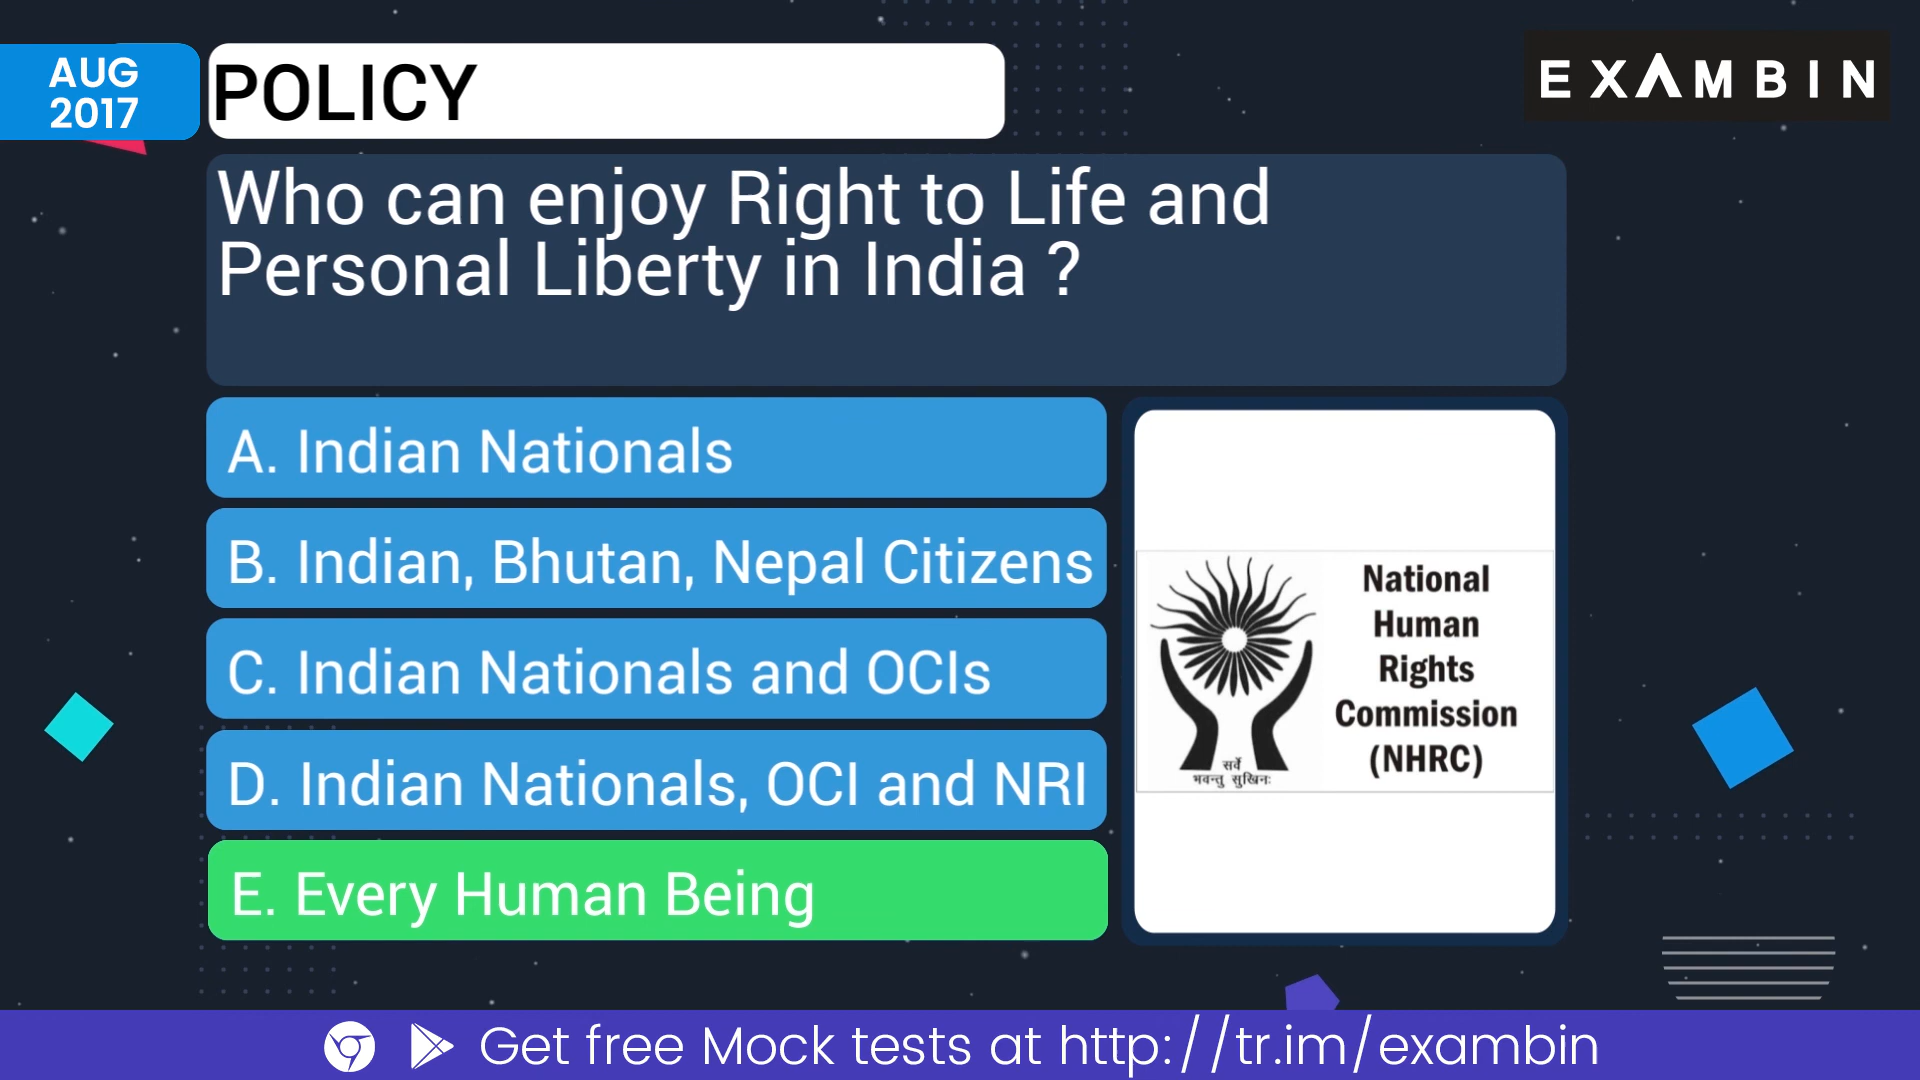 AUG
2017
POLICY
EXAMBIN
Who can enjoy Right to Life and
Personal Liberty in India ?
A. Indian Nationals
B. Indian, Bhutan, Nepal Citizens
C. Indian Nationals and OCIs
D. Indian Nationals, OCI and NRI
E. Every Human Being
National
Human
Rights
Commission
(NHRC)
सर्वे
भवन्तु सुखिनः
Get free Mock tests at http://tr.im/exambin